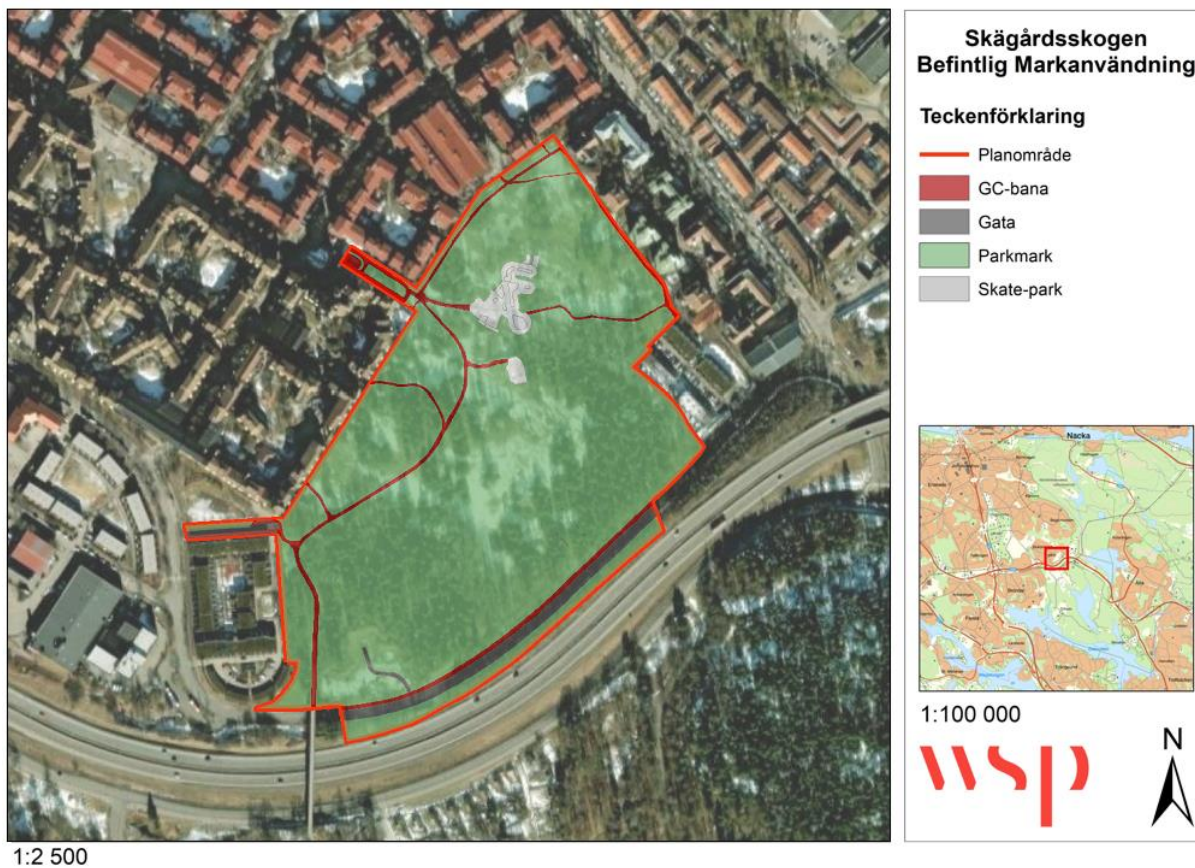 Skägårdsskogen
Befintlig Markanvändning
Teckenförklaring
Planområde
GC-bana
Gata
Parkmark
Skate-park
Nacka
1:100 000
wsp
N
1:2 500